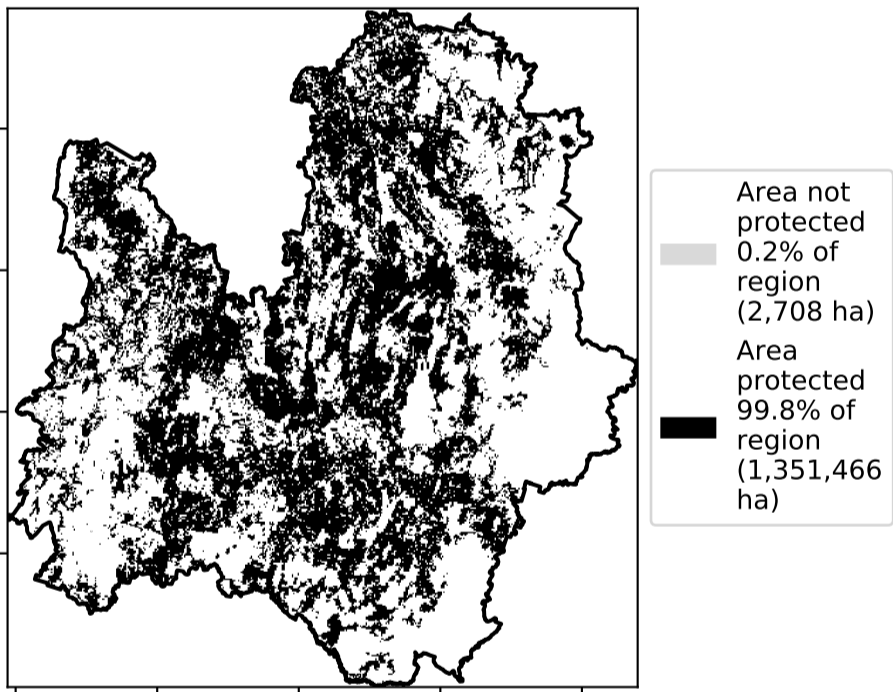 Area not
protected
0.2% of
region
(2,708 ha)
Area
protected
99.8% of
region
(1,351,466
ha)